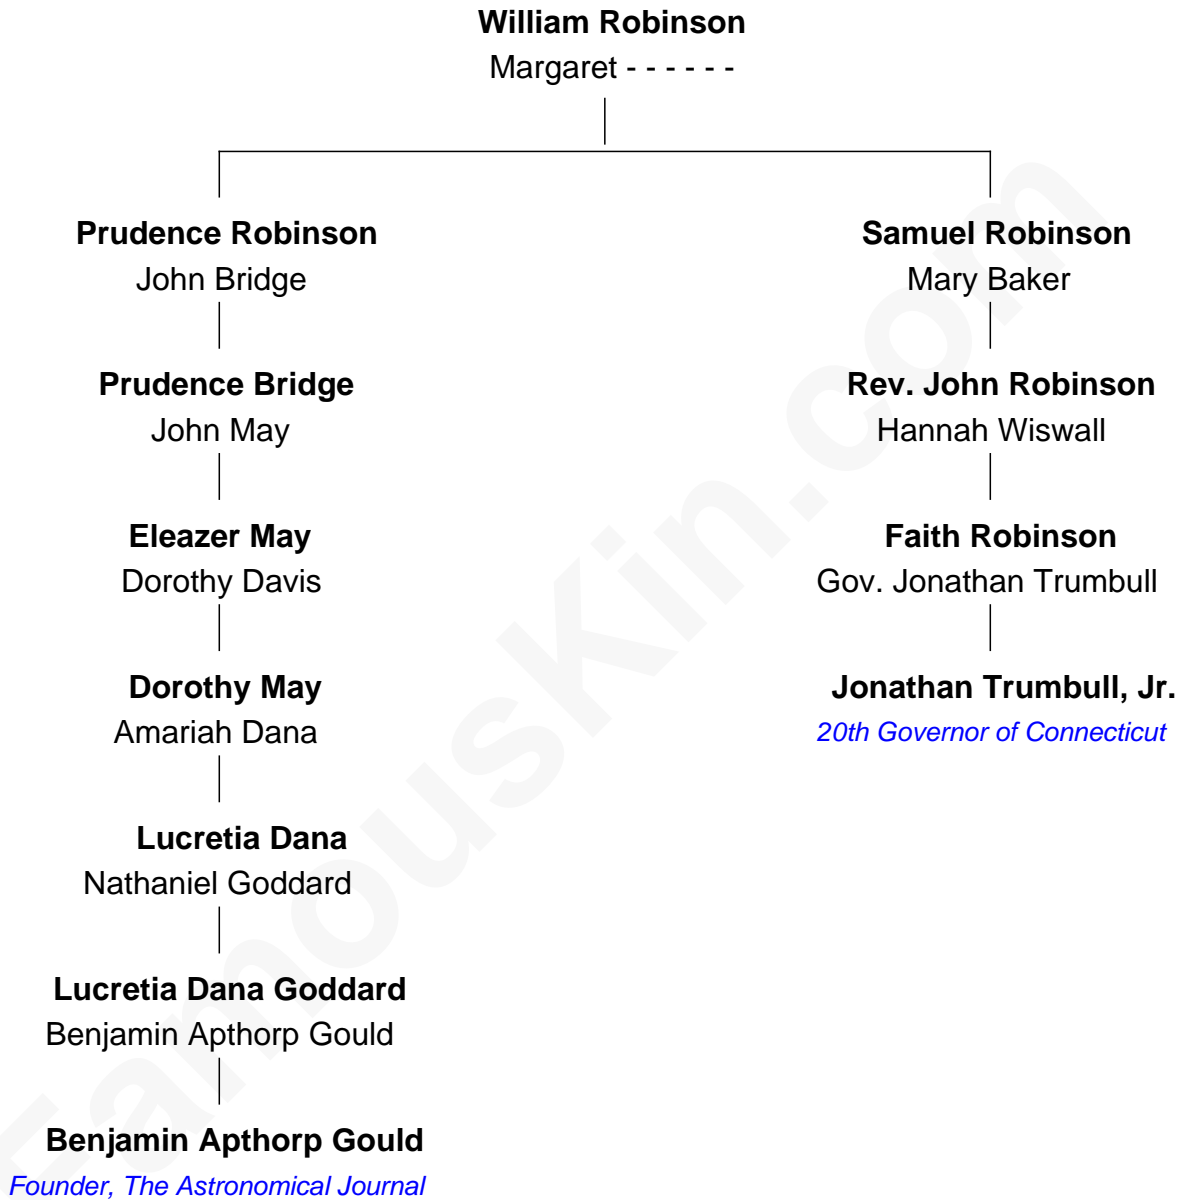 William Robinson
Margaret - - - - - -
Prudence Robinson
John Bridge
Samuel Robinson
Mary Baker
Prudence Bridge
John May
Rev. John Robinson
Hannah Wiswall
Eleazer May
Dorothy Davis
Faith Robinson
Gov. Jonathan Trumbull
Dorothy May
Amariah Dana
Jonathan Trumbull, Jr.
20th Governor of Connecticut
Lucretia Dana
Nathaniel Goddard
Lucretia Dana Goddard
Benjamin Apthorp Gould
Benjamin Apthorp Gould
Founder, The Astronomical Journal
FamousKin.com